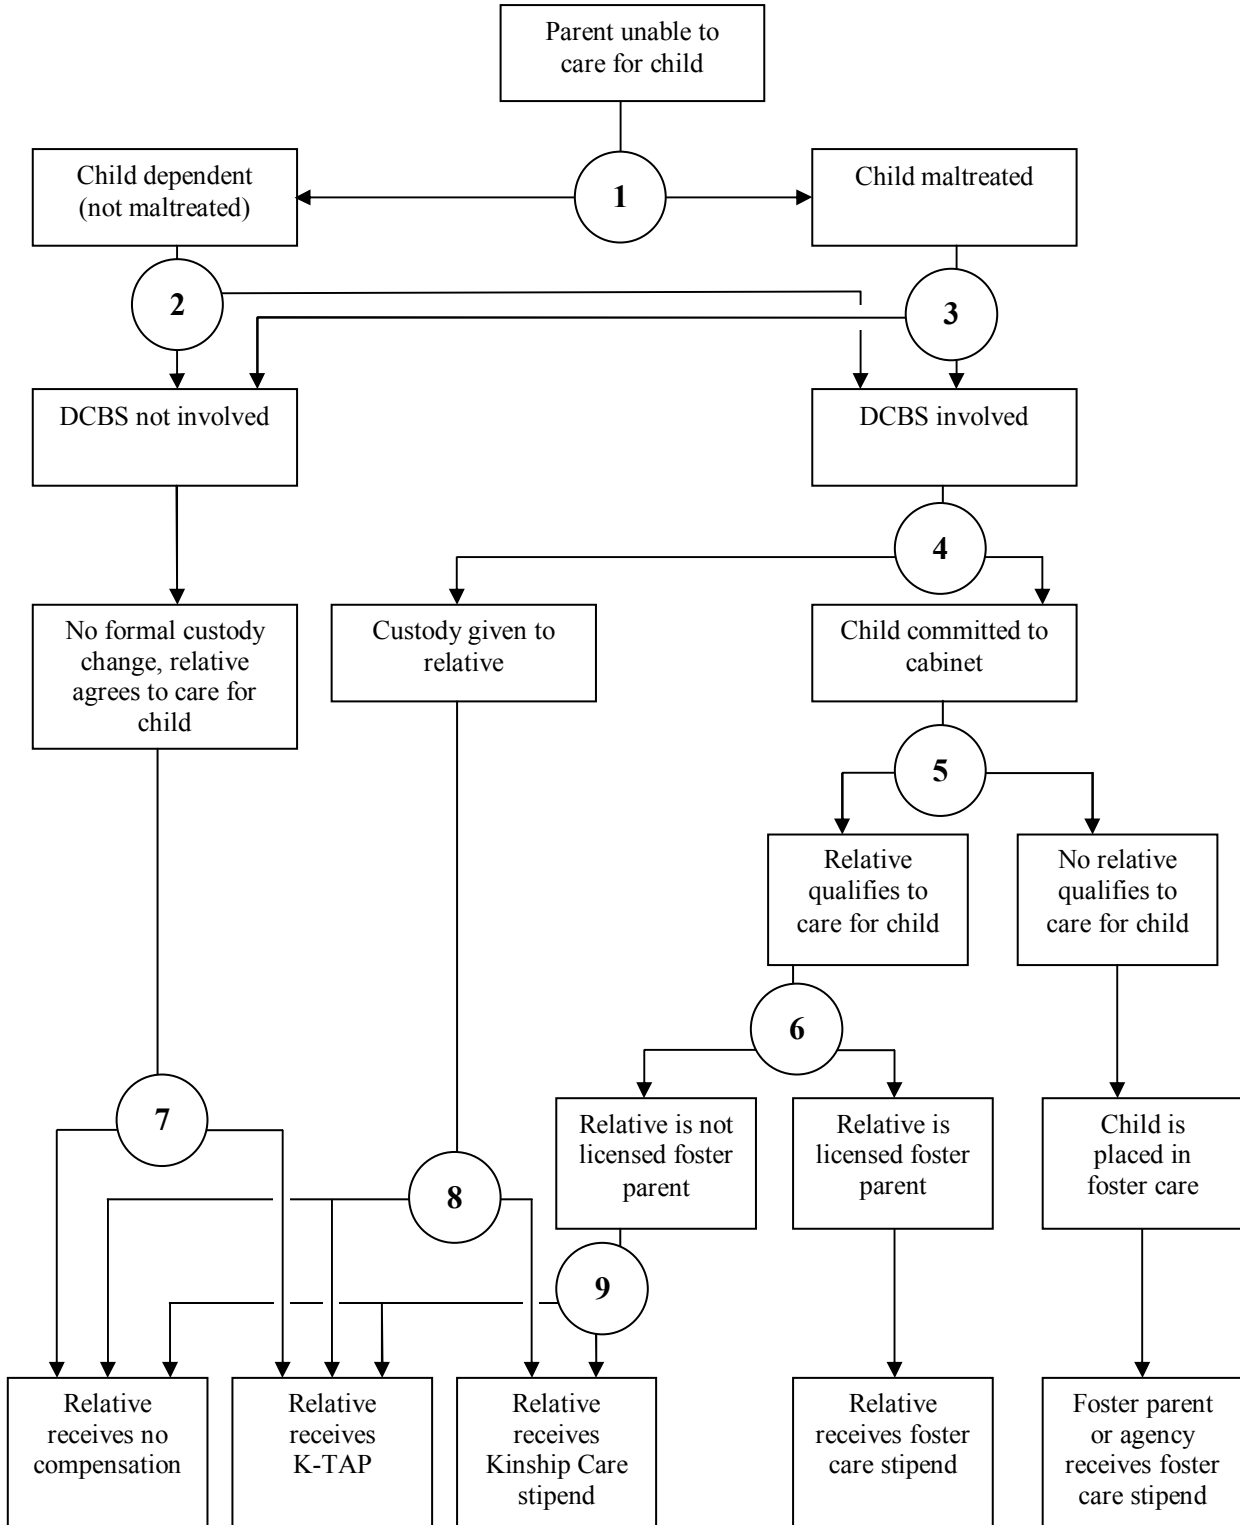 Parent unable to
care for child
Child dependent
(not maltreated)
1
Child maltreated
2
3
DCBS not involved
DCBS involved
4
No formal custody
change, relative
agrees to care for
child
Custody given to
relative
Child committed to
cabinet
5
Relative
qualifies to
care for child
No relative
qualifies to
care for child
6
7
Relative is not
licensed foster
parent
Relative is
licensed foster
parent
Child is
placed in
foster care
8
9
Relative
receives no
compensation
Relative
receives
K-TAP
Relative
receives
Kinship Care
stipend
Relative
receives foster
care stipend
Foster parent
or agency
receives foster
care stipend